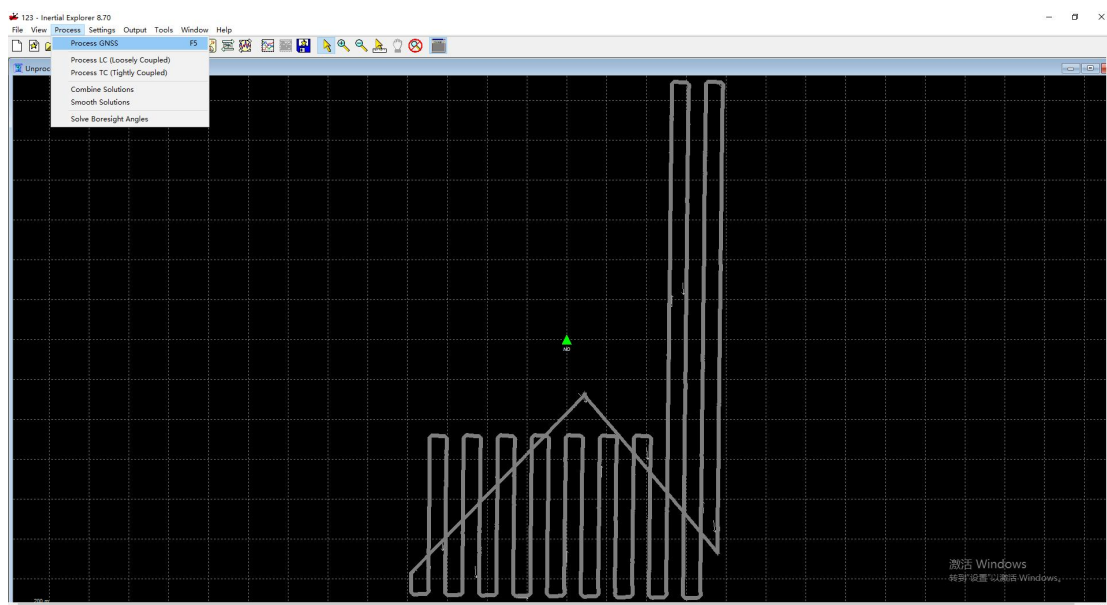 123 - Inertial Explorer 8.70
File View Process Settings Output Tools Window Help
Process GNSS F5
Unproc
Process LC (Loosely Coupled)
Process TC (Tightly Coupled)
Combine Solutions
Smooth Solutions
Solve Boresight Angles
激活 Windows
转到"设置"以激活 Windows。